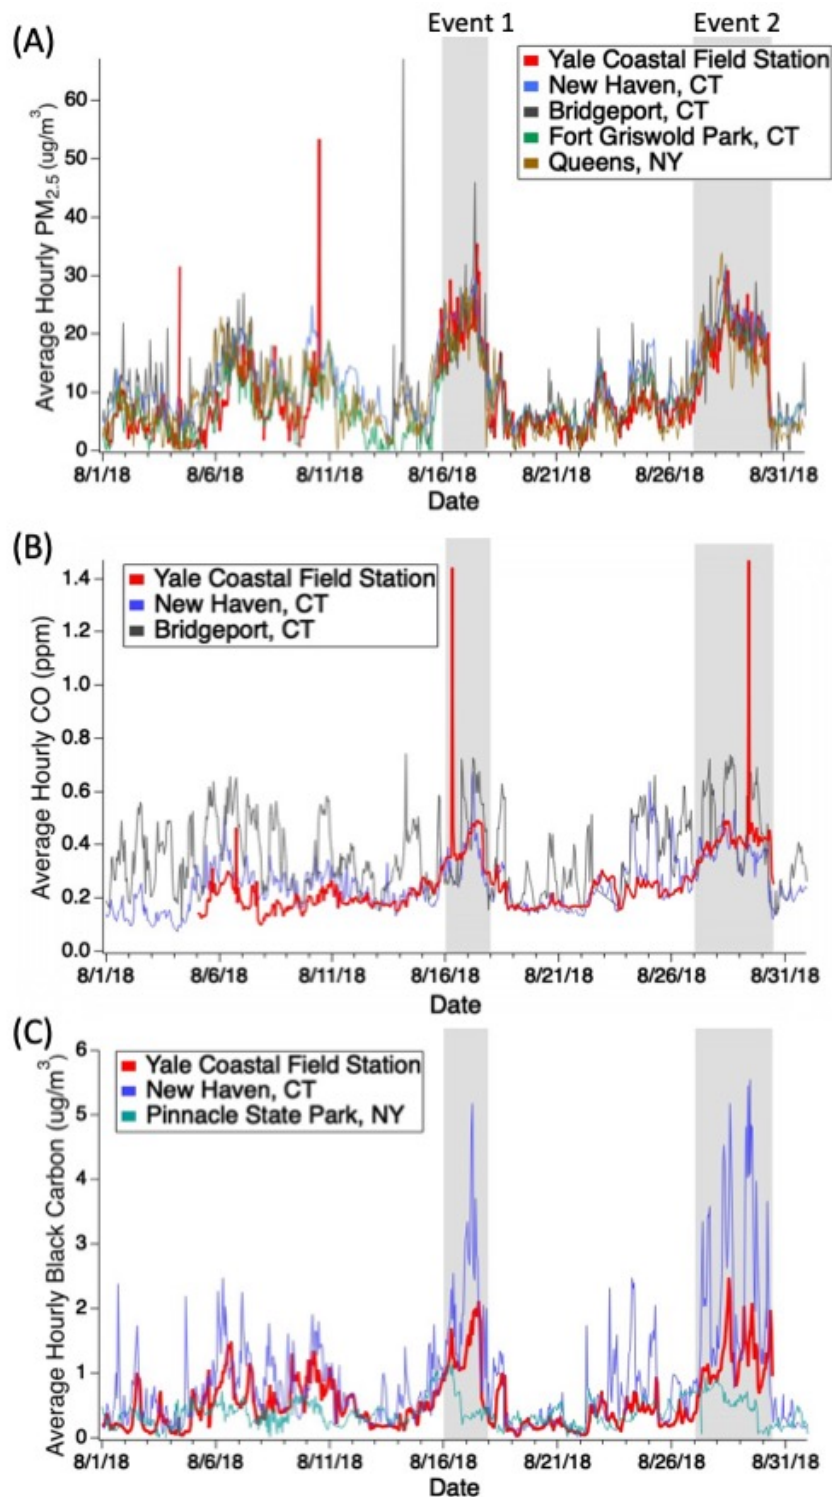 Event 1 Event 2
(A)
Yale Coastal Field Station
New Haven, CT
Bridgeport, CT
Fort Griswold Park, CT
Queens, NY
Average Hourly PM2.5 (ug/m3)
60
50
40
30
20
10
0
8/1/18 8/6/18 8/11/18 8/16/18 8/21/18 8/26/18 8/31/18
Date
(B)
Yale Coastal Field Station
New Haven, CT
Bridgeport, CT
Average Hourly CO (ppm)
1.4
1.2
1.0
0.8
0.6
0.4
0.2
0.0
8/1/18 8/6/18 8/11/18 8/16/18 8/21/18 8/26/18 8/31/18
Date
(C)
Yale Coastal Field Station
New Haven, CT
Pinnacle State Park, NY
Average Hourly Black Carbon (ug/m3)
6
5
4
3
2
1
0
8/1/18 8/6/18 8/11/18 8/16/18 8/21/18 8/26/18 8/31/18
Date